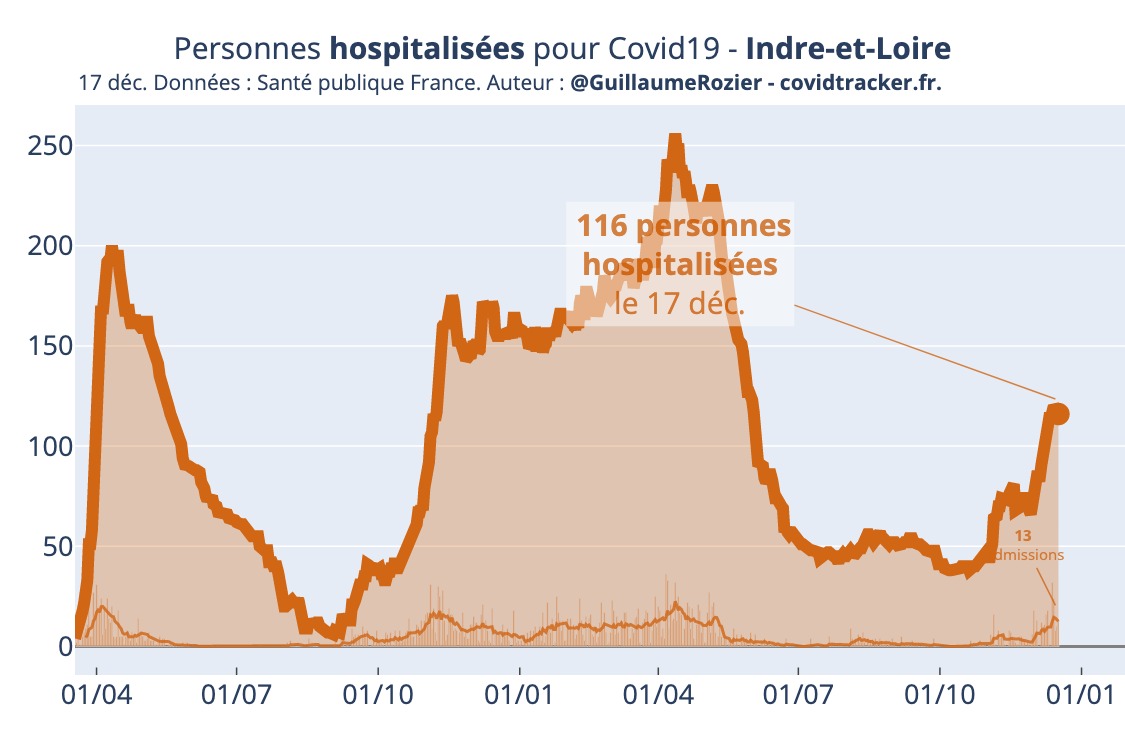 Personnes hospitalisées pour Covid19 - Indre-et-Loire
17 déc. Données : Santé publique France. Auteur : @GuillaumeRozier - covidtracker.fr.
250
200
150
100
50
0
116 personnes
hospitalisées
le 17 déc.
13
dmissions
01/04 01/07 01/10 01/01 01/04 01/07 01/10 01/01